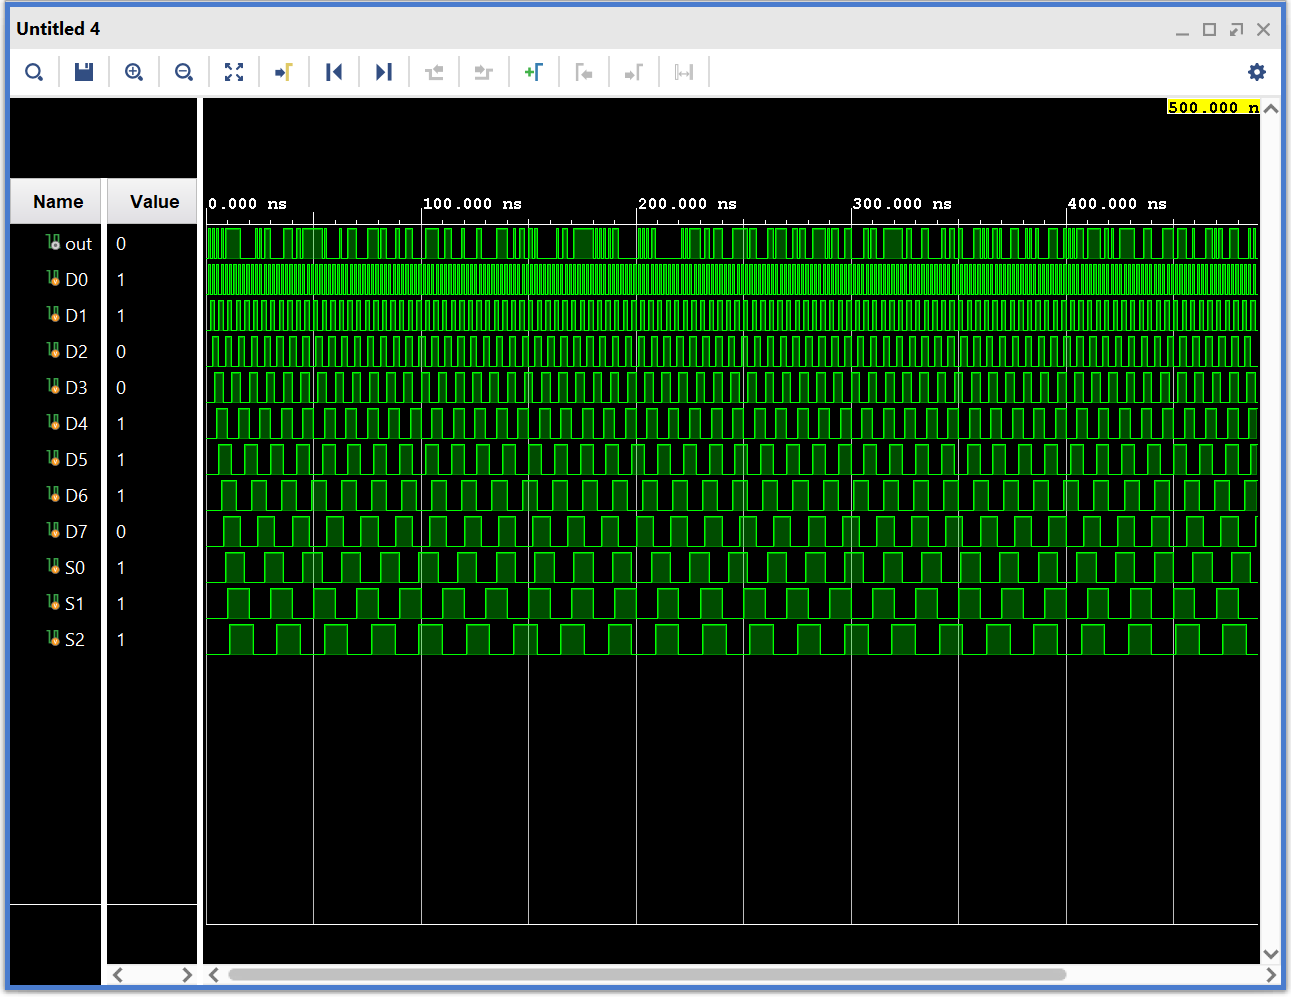 Untitled 4
500.000 n
Name Value
0.000 ns 100.000 ns 200.000 ns 300.000 ns 400.000 ns
out 0
D0 1
D1 1
D2 0
D3 0
D4 1
D5 1
D6 1
D7 0
S0 1
S1 1
S2 1